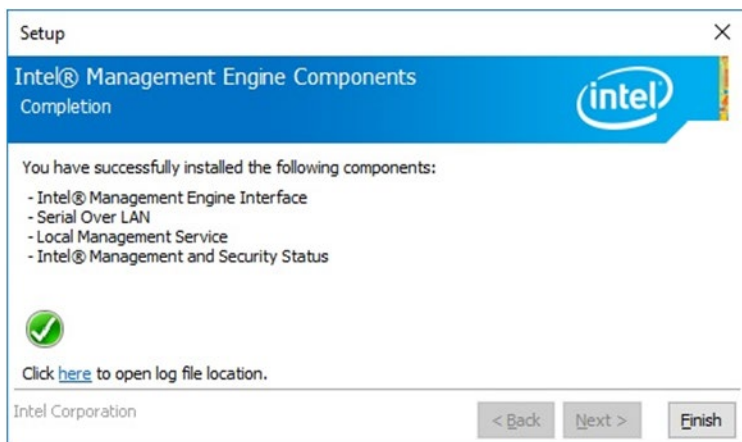 Setup
Intel® Management Engine Components
Completion
intel
You have successfully installed the following components:
- Intel® Management Engine Interface
- Serial Over LAN
- Local Management Service
- Intel® Management and Security Status
Click here to open log file location.
Intel Corporation
< Back Next > Finish